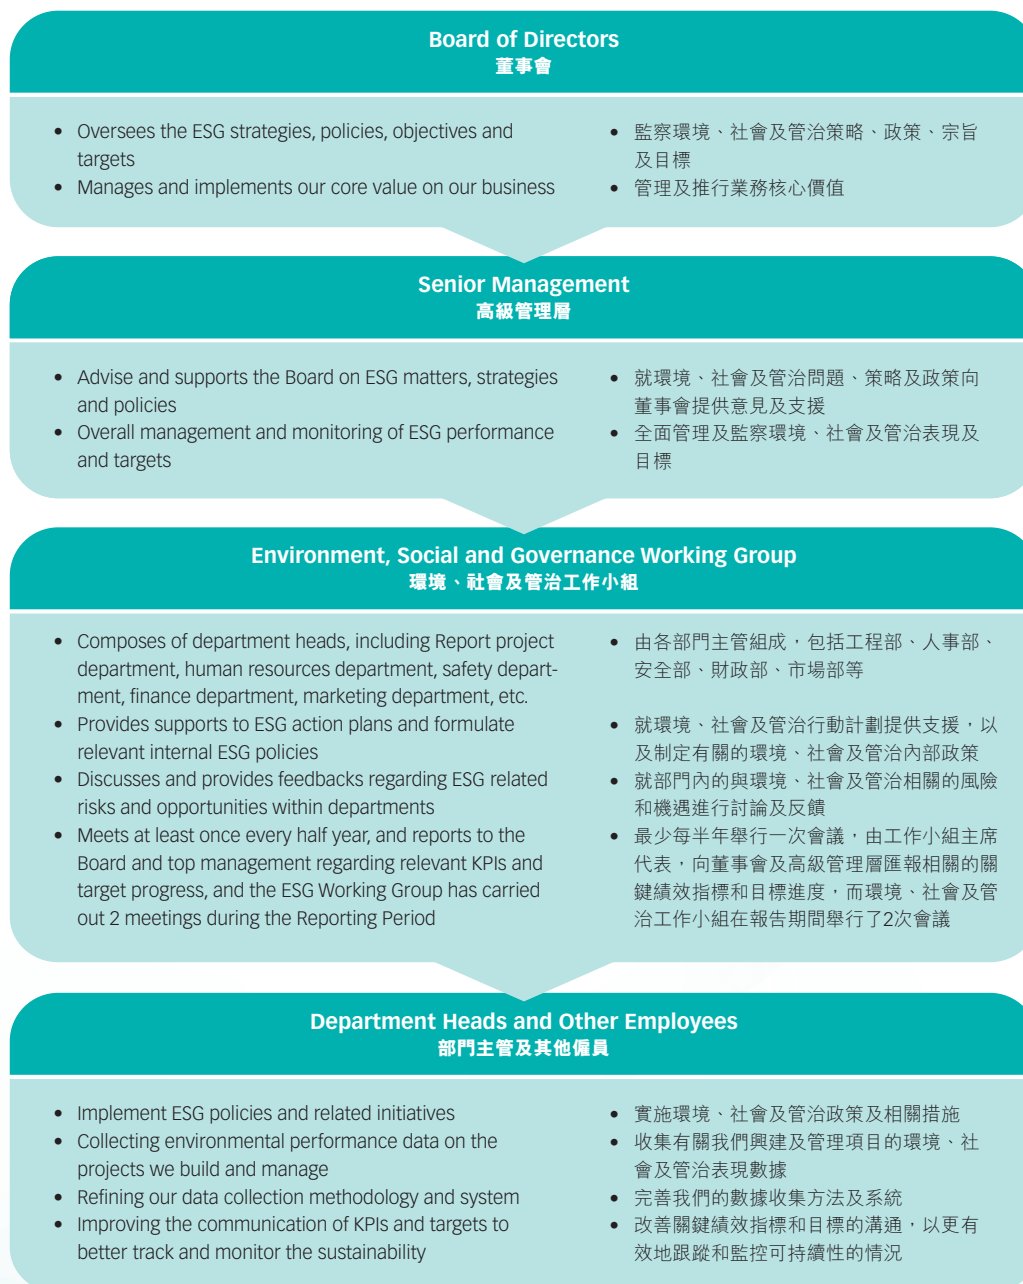 Board of Directors
董事會
• Oversees the ESG strategies, policies, objectives and
targets
• Manages and implements our core value on our business
• 監察環境、社會及管治策略、政策、宗旨
及目標
• 管理及推行業務核心價值
Senior Management
高級管理層
• Advise and supports the Board on ESG matters, strategies
and policies
• Overall management and monitoring of ESG performance
and targets
• 就環境、社會及管治問題、策略及政策向
董事會提供意見及支援
• 全面管理及監察環境、社會及管治表現及
目標
Environment, Social and Governance Working Group
環境、社會及管治工作小組
• Composes of department heads, including Report project
department, human resources department, safety depart-
ment, finance department, marketing department, etc.
• Provides supports to ESG action plans and formulate
relevant internal ESG policies
• Discusses and provides feedbacks regarding ESG related
risks and opportunities within departments
• Meets at least once every half year, and reports to the
Board and top management regarding relevant KPIs and
target progress, and the ESG Working Group has carried
out 2 meetings during the Reporting Period
• 由各部門主管組成，包括工程部、人事部、
安全部、財政部、市場部等
• 就環境、社會及管治行動計劃提供支援，以
及制定有關的環境、社會及管治內部政策
• 就部門內的與環境、社會及管治相關的風險
和機遇進行討論及反饋
• 最少每半年舉行一次會議，由工作小組主席
代表，向董事會及高級管理層匯報相關的關
鍵績效指標和目標進度，而環境、社會及管
治工作小組在報告期間舉行了2次會議
Department Heads and Other Employees
部門主管及其他僱員
• Implement ESG policies and related initiatives
• Collecting environmental performance data on the
projects we build and manage
• Refining our data collection methodology and system
• Improving the communication of KPIs and targets to
better track and monitor the sustainability
• 實施環境、社會及管治政策及相關措施
• 收集有關我們興建及管理項目的環境、社
會及管治表現數據
• 完善我們的數據收集方法及系統
• 改善關鍵績效指標和目標的溝通，以更有
效地跟蹤和監控可持續性的情況